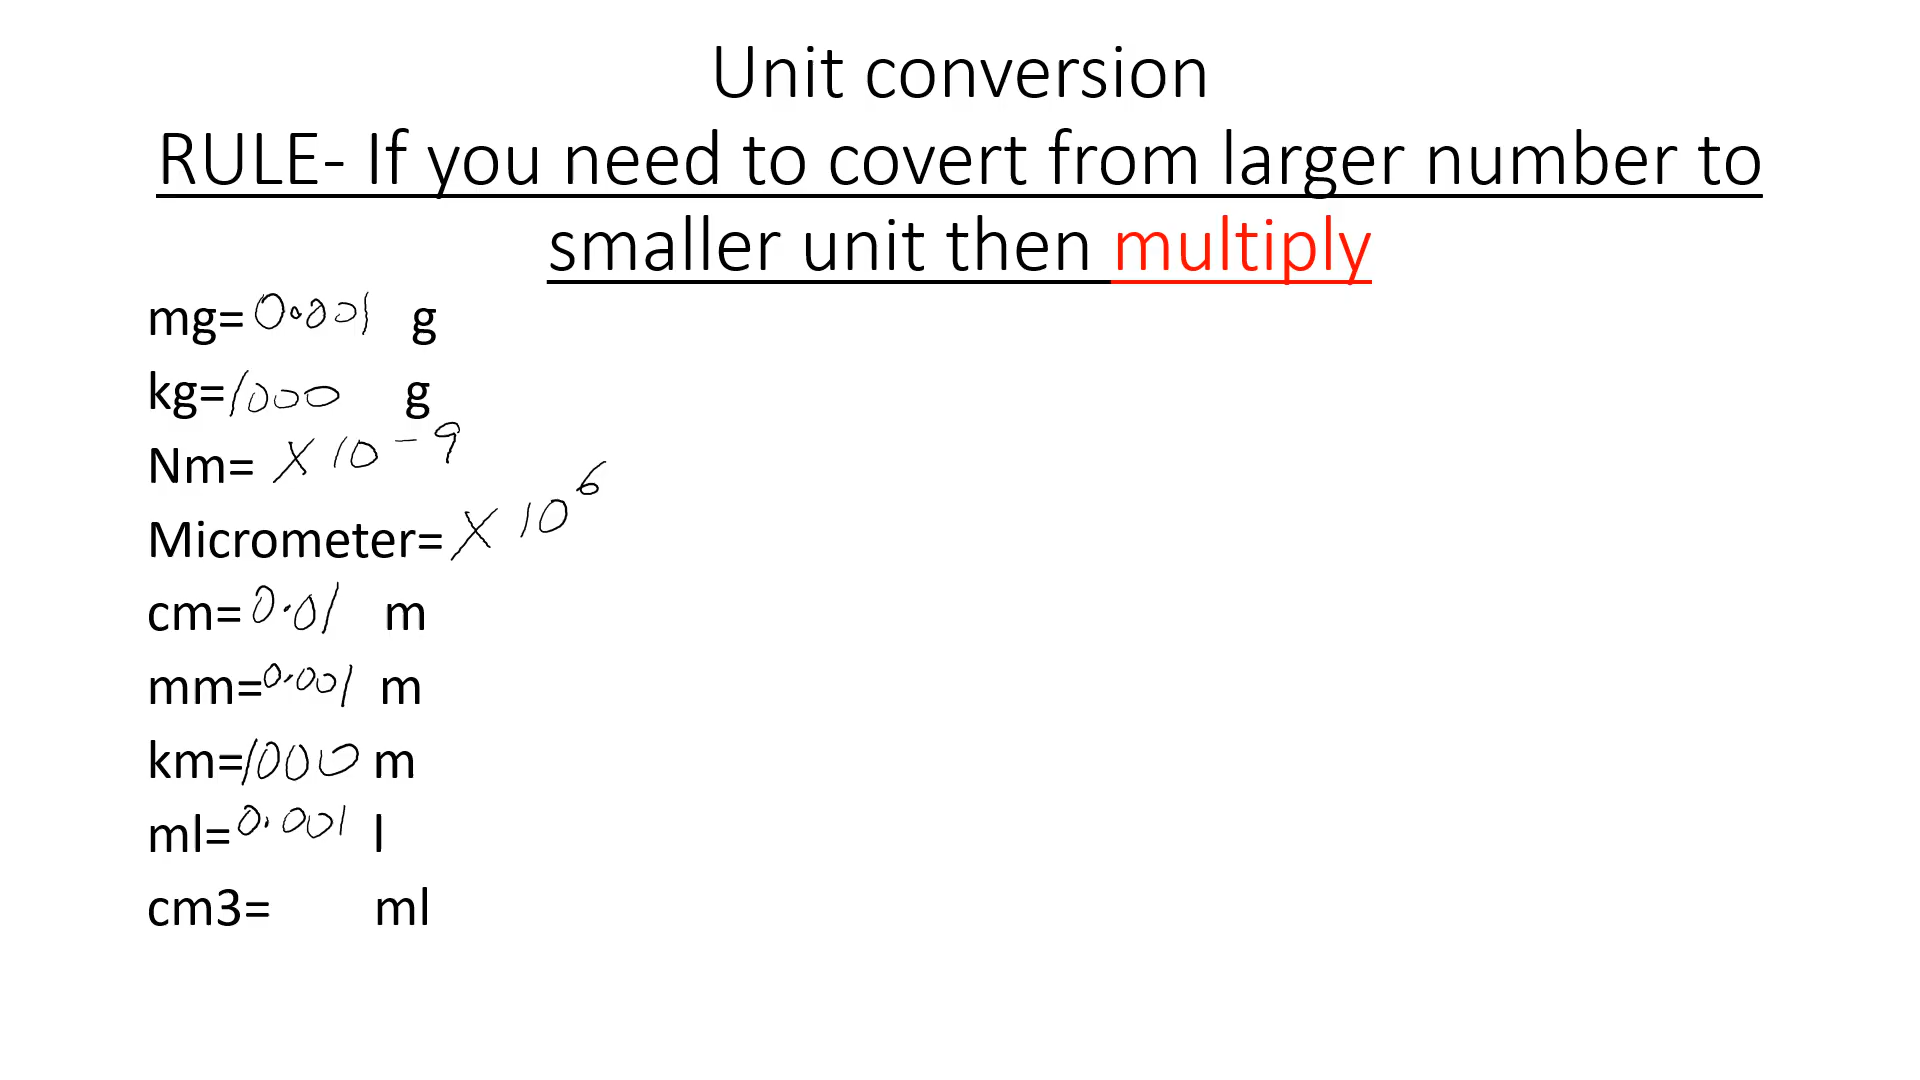 Unit conversion
RULE- If you need to covert from larger number to
smaller unit then multiply
mg= 0.001 g
kg= 1000 g
Nm= X 10 - 9
Micrometer= X 10 6
cm= 0.01 m
mm= 0.001 m
km= 1000 m
ml= 0.001 l
cm3= ml